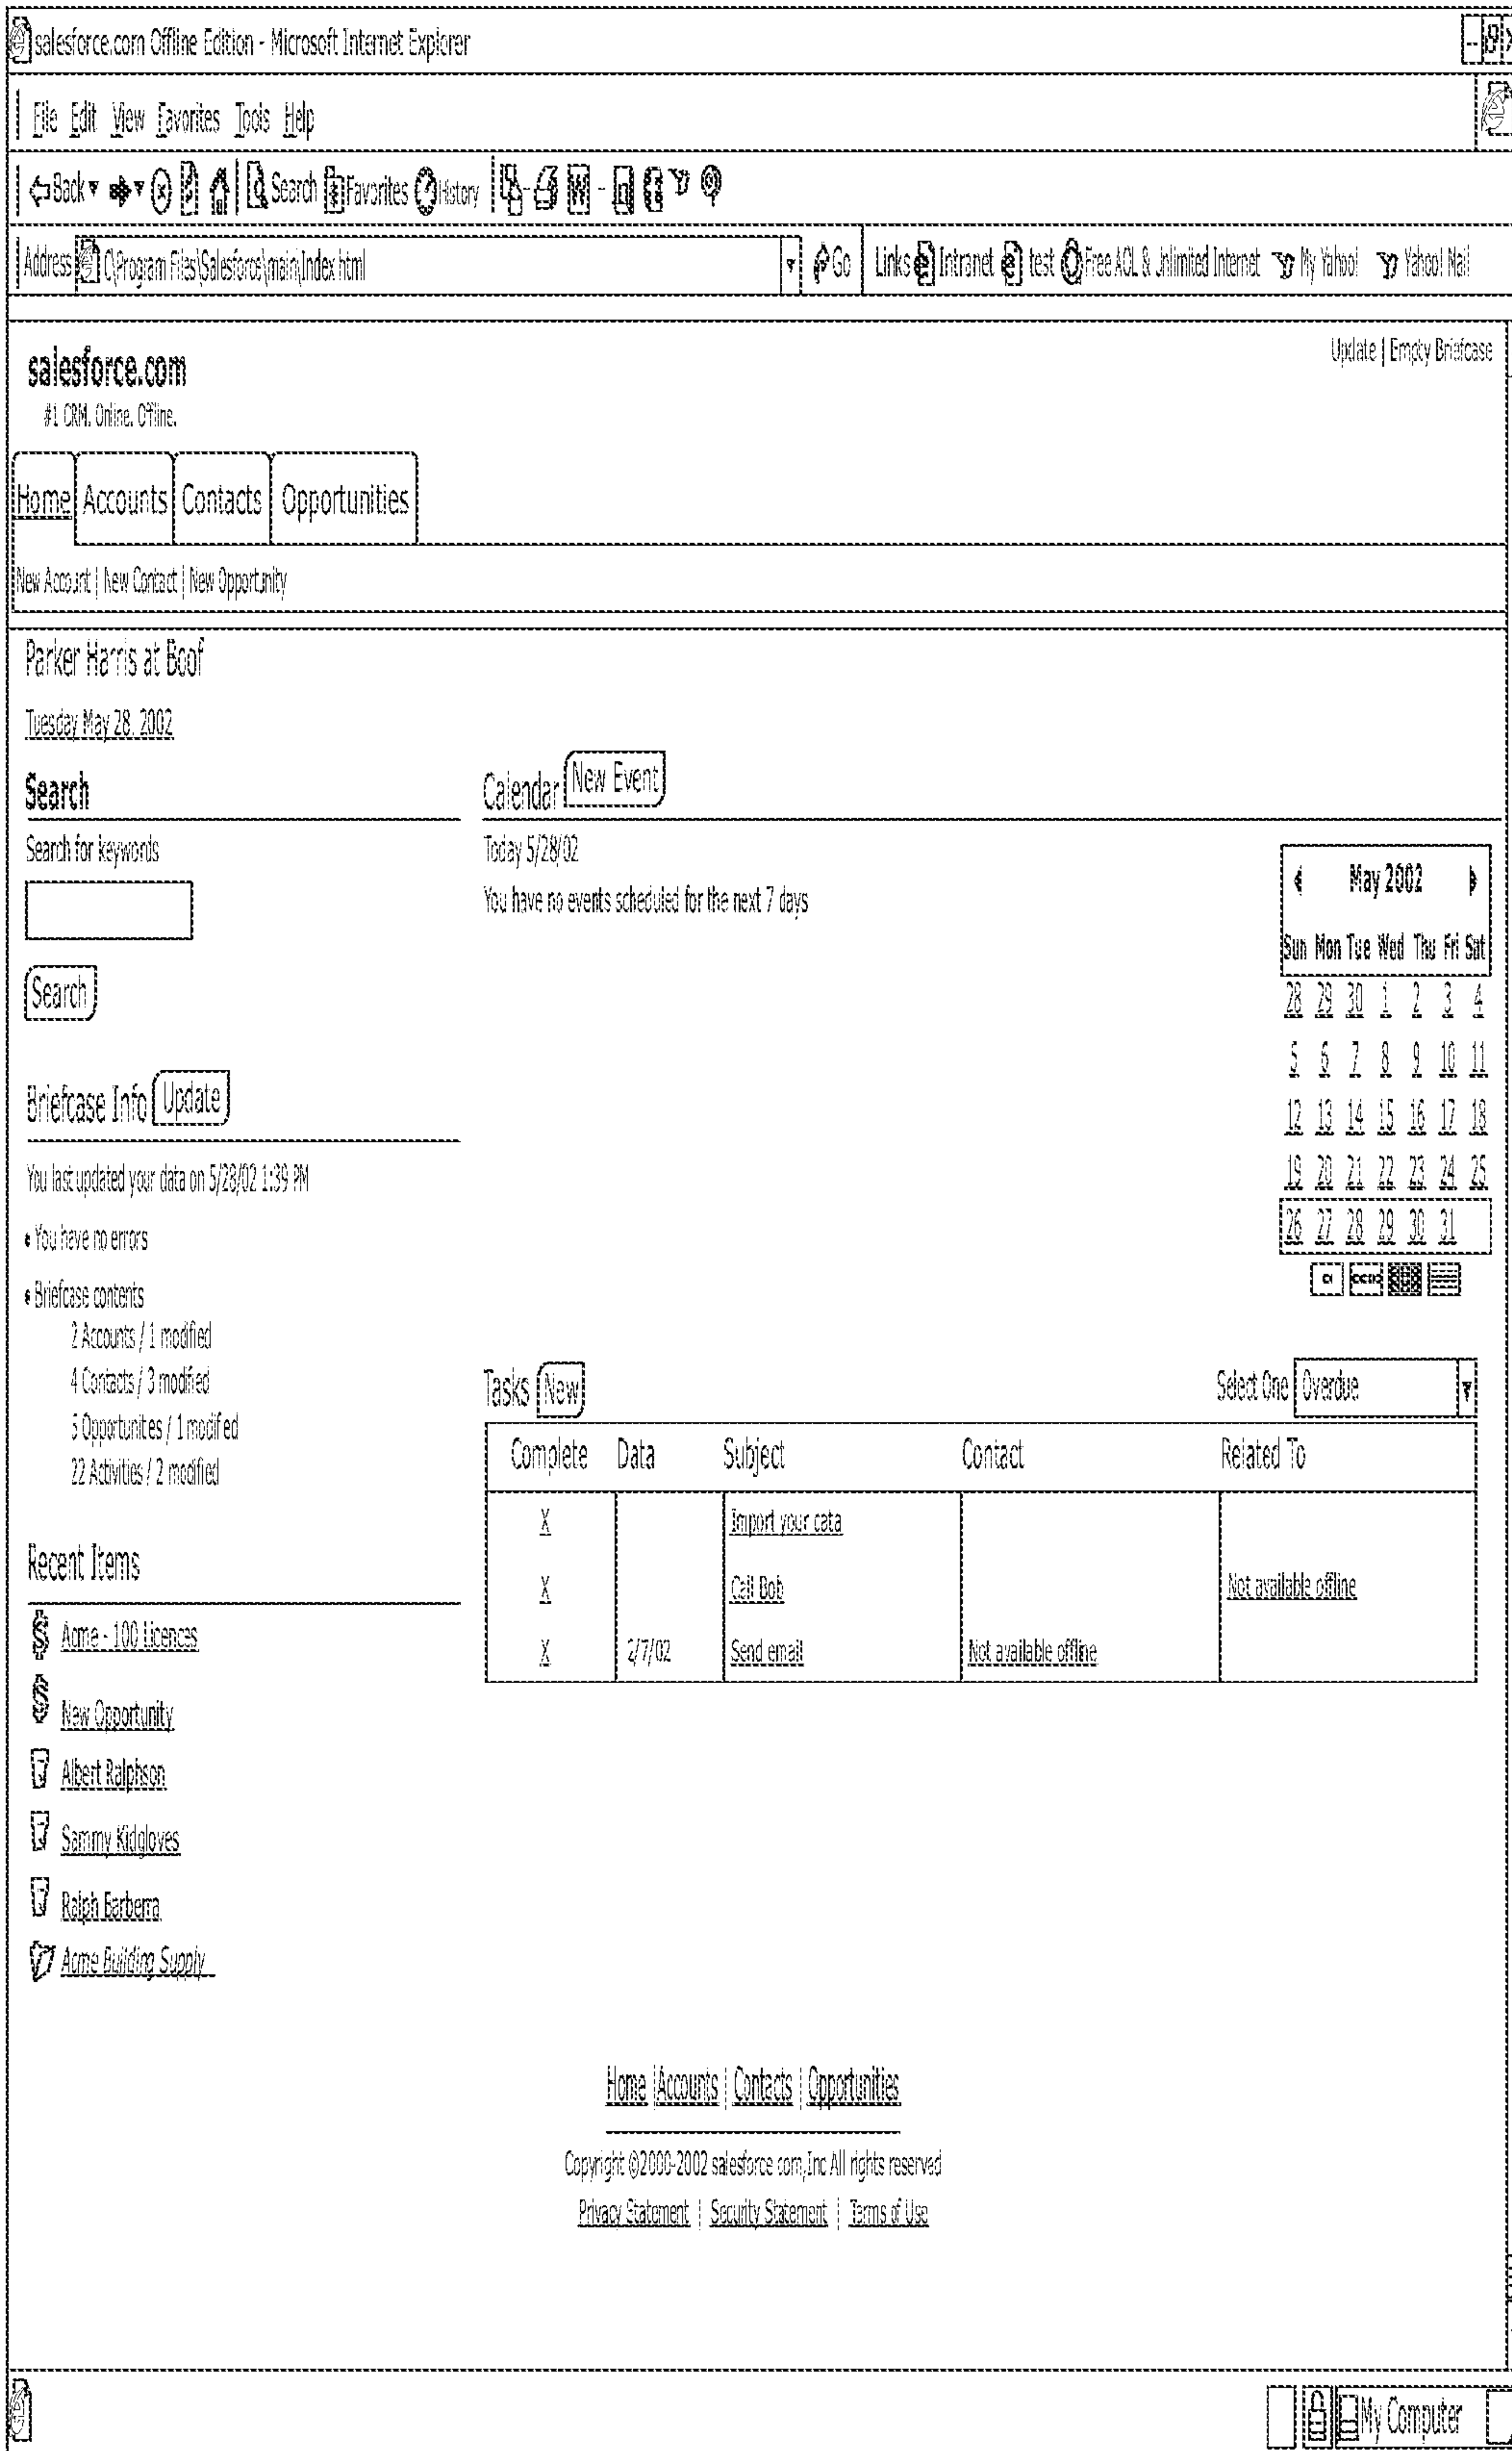 salesforce.com Offline Edition - Microsoft Internet Explorer
File Edit View Favorites Tools Help
Back Search Favorites History W
Address C\Program Files\Salesforce\main\Index html Go Links Intranet test Free AOL & Unlimited Internet My Yahoo! Yahoo! Mail
salesforce.com
Update | Empty Briefcase
#1 CRM. Online. Offline.
Home Accounts Contacts Opportunities
New Account | New Contact | New Opportunity
Parker Harris at Boof
Tuesday May 28, 2002
Search
Search for keywords
Search
Briefcase Info Update
You last updated your data on 5/28/02 1:39 PM
• You have no errors
• Briefcase contents
2 Accounts / 1 modified
4 Contacts / 3 modified
5 Opportunites / 1 modifed
22 Activities / 2 modified
Recent Items
$ Acme - 100 Licences
$ New Opportunity
Albert Ralphson
Sammy Kidgloves
Ralph Barberra
Acme Building Supply
Calendar New Event
Today 5/28/02
You have no events scheduled for the next 7 days
May 2002
Sun Mon Tue Wed Thu Fri Sat
28 29 30 1 2 3 4
5 6 7 8 9 10 11
12 13 14 15 16 17 18
19 20 21 22 23 24 25
26 27 28 29 30 31
Tasks New Select One Overdue
Complete Data Subject Contact Related To
X Import your data
X Call Bob Not available offline
X 2/7/02 Send email Not available offline
Home | Accounts | Contacts | Opportunities
Copyright ©2000-2002 salesforce com,Inc All rights reserved
Privacy Statement | Security Statement | Terms of Use
My Computer